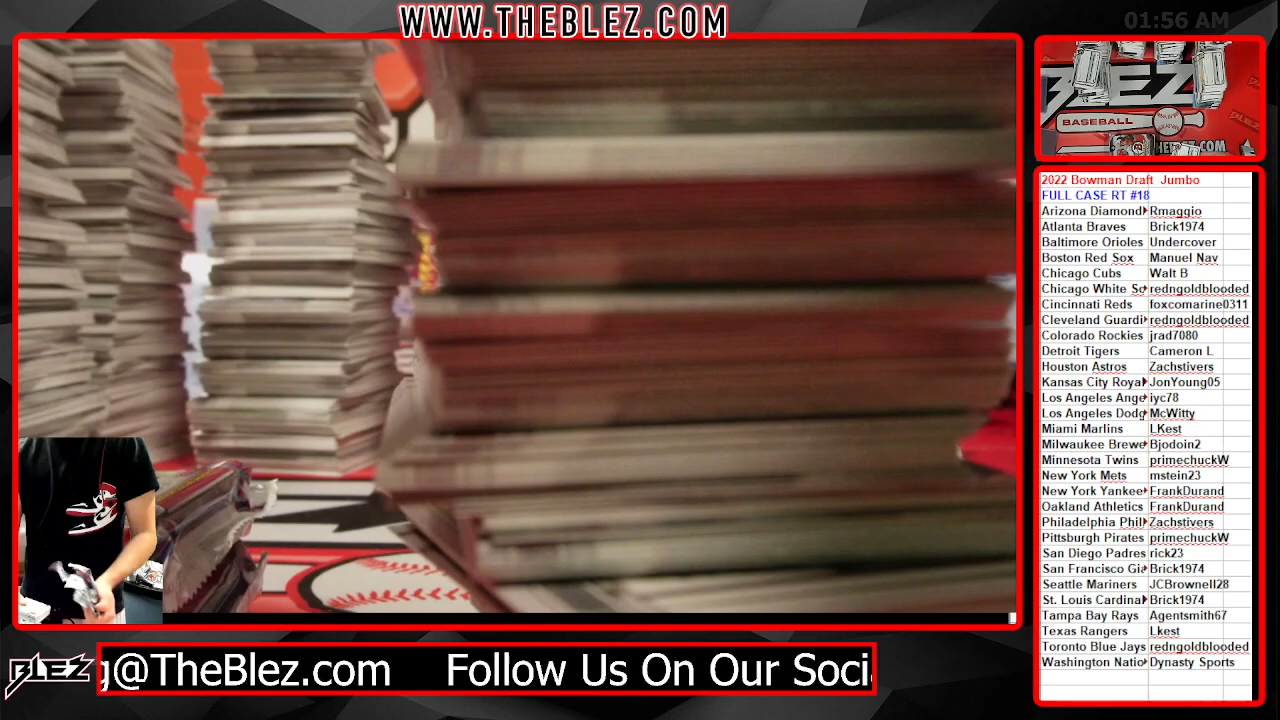 WWW.THEBLEZ.COM
01:56 AM
BLEZ
BASEBALL
2022 Bowman Draft Jumbo
FULL CASE RT #18
Arizona Diamond Rmaggio
Atlanta Braves Brick1974
Baltimore Orioles Undercover
Boston Red Sox Manuel Nav
Chicago Cubs Walt B
Chicago White So redngoldblooded
Cincinnati Reds foxcomarine0311
Cleveland Guardi redngoldblooded
Colorado Rockies jrad7080
Detroit Tigers Cameron L
Houston Astros Zachstivers
Kansas City Royal JonYoung05
Los Angeles Ange iyc78
Los Angeles Dodg McWitty
Miami Marlins LKest
Milwaukee Brewe Bjodoin2
Minnesota Twins primechuckW
New York Mets mstein23
New York Yankee FrankDurand
Oakland Athletics FrankDurand
Philadelphia Phil Zachstivers
Pittsburgh Pirates primechuckW
San Diego Padres rick23
San Francisco Gia Brick1974
Seattle Mariners JCBrownell28
St. Louis Cardina Brick1974
Tampa Bay Rays Agentsmith67
Texas Rangers Lkest
Toronto Blue Jays redngoldblooded
Washington Natio Dynasty Sports
BLEZ
g@TheBlez.com Follow Us On Our Soci